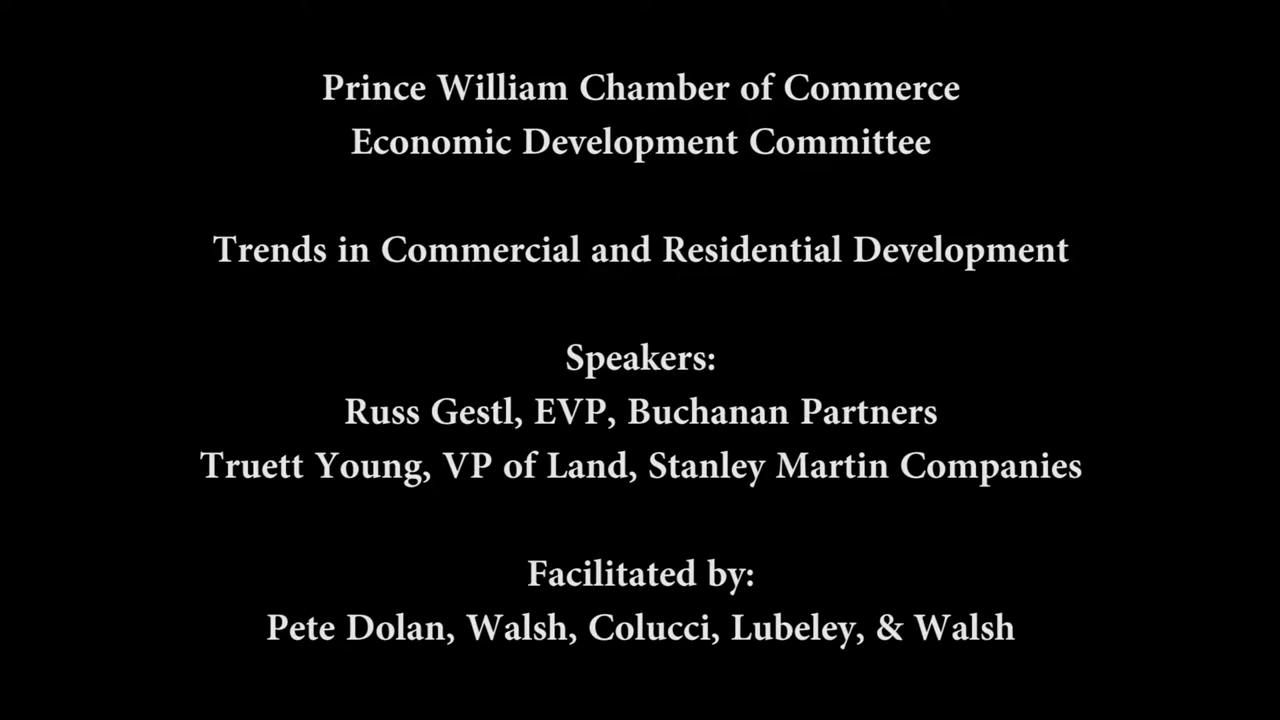 Prince William Chamber of Commerce
Economic Development Committee
Trends in Commercial and Residential Development
Speakers:
Russ Gestl, EVP, Buchanan Partners
Truett Young, VP of Land, Stanley Martin Companies
Facilitated by:
Pete Dolan, Walsh, Colucci, Lubeley, & Walsh